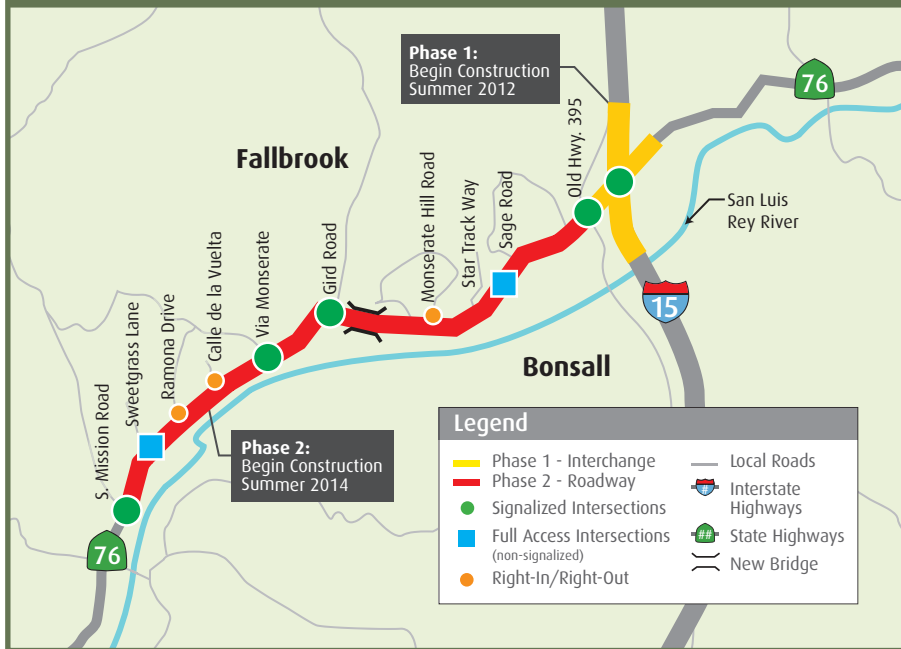 Phase 1:
Begin Construction
Summer 2012
76
Fallbrook
Old Hwy. 395
San Luis
Rey River
Monserate Hill Road
Star Track Way
Sage Road
Gird Road
Via Monserate
Calle de la Vuelta
Ramona Drive
Sweetgrass Lane
S. Mission Road
15
Bonsall
Phase 2:
Begin Construction
Summer 2014
76
Legend
Phase 1 - Interchange
Phase 2 - Roadway
Signalized Intersections
Full Access Intersections
(non-signalized)
Right-In/Right-Out
Local Roads
#
Interstate
Highways
##
State Highways
New Bridge